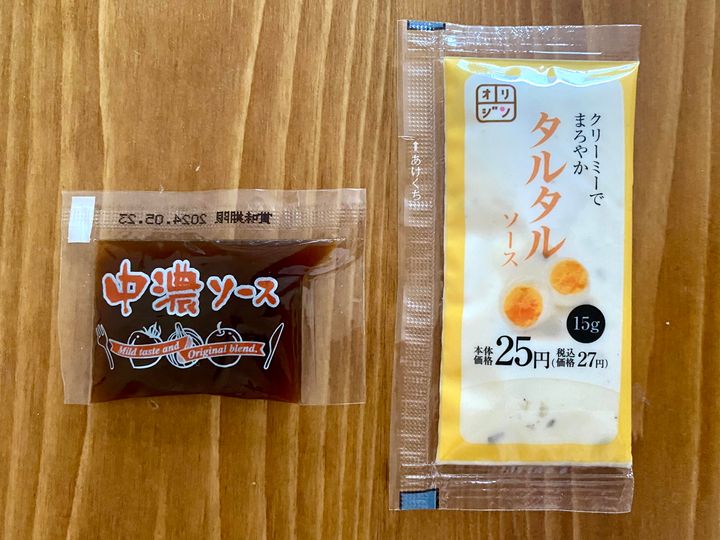 賞味期限 2024.05.23
中濃ソース
Mild taste and Original blend.
オリ
ジン
↑あけくち
クリーミーで
まろやか
タルタル
ソース
15g
本体価格 25円 (税込価格 27円)